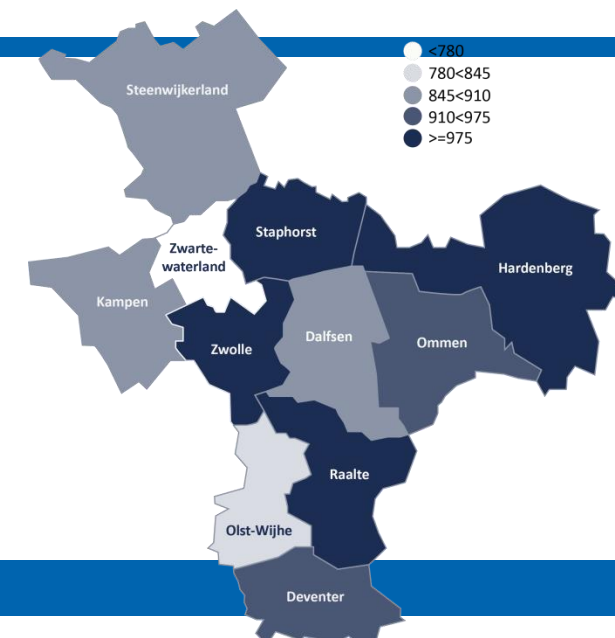 <780
780<845
845<910
910<975
>=975
Steenwijkerland
Staphorst
Zwarte-
waterland
Hardenberg
Kampen
Zwolle
Dalfsen
Ommen
Raalte
Olst-Wijhe
Deventer